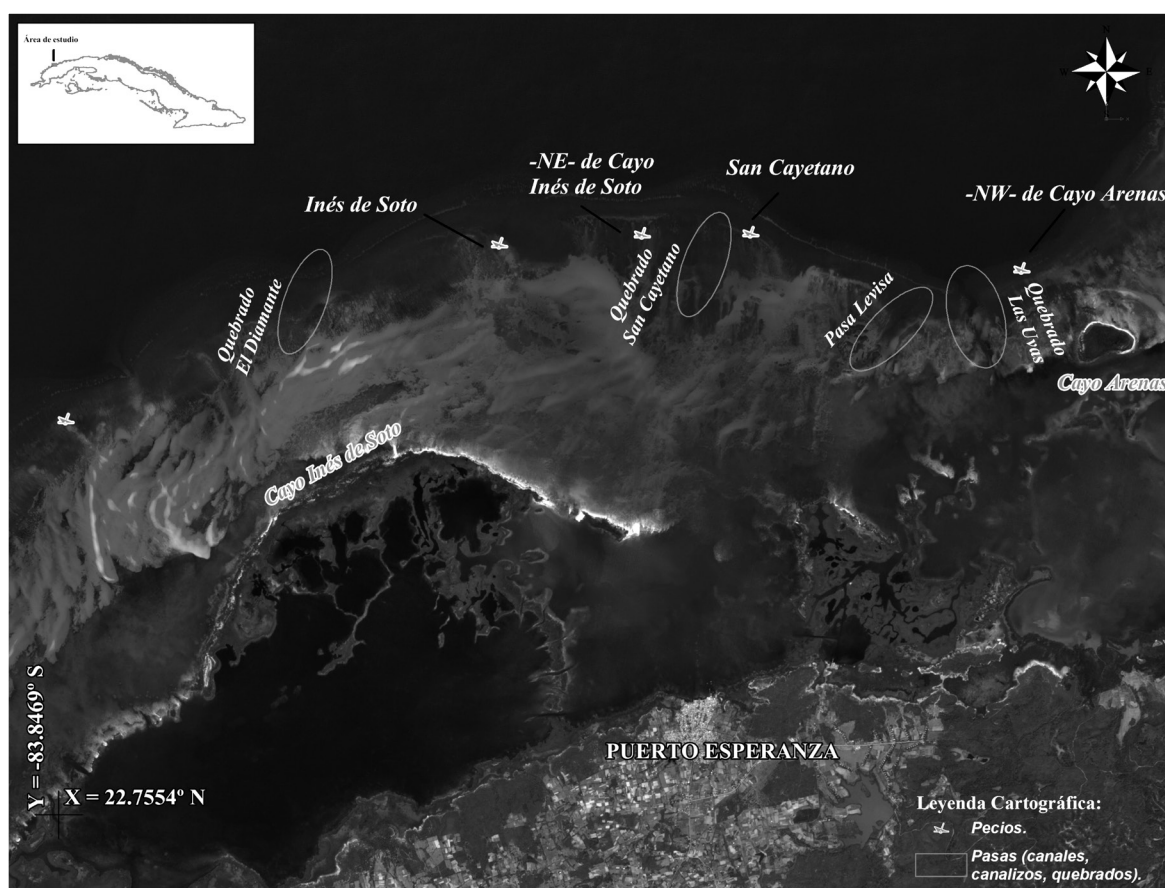 Área de estudio
N
W
E
-NE- de Cayo
Inés de Soto
San Cayetano
-NW- de Cayo Arenas
Inés de Soto
Quebrado
El Diamante
Quebrado
San Cayetano
Pasa Levisa
Quebrado
Las Uvas
Cayo Arenas
Cayo Inés de Soto
Y = -83.8469º S
X = 22.7554º N
PUERTO ESPERANZA
Leyenda Cartográfica:
Pecios.
Pasas (canales,
canalizos, quebrados).